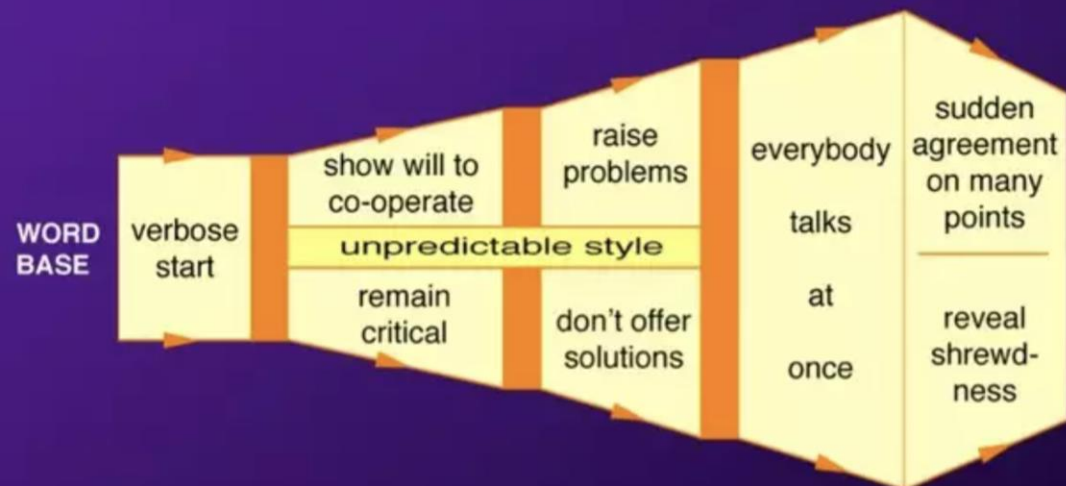 WORD
BASE
verbose
start
show will to
co-operate
raise
problems
unpredictable style
remain
critical
don't offer
solutions
everybody
talks
at
once
sudden
agreement
on many
points
reveal
shrewd-
ness